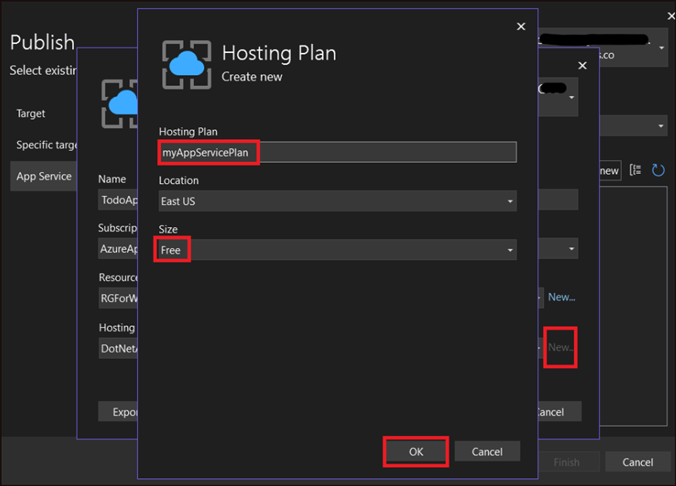 Publish
Select existin
Target
Specific targe
App Service
Name
TodoAp
Subscrip
AzureAp
Resource
RGForW
Hosting
DotNetA
Expor
Hosting Plan
Create new
Hosting Plan
myAppServicePlan
Location
East US
Size
Free
OK
Cancel
s.co
new
New...
New...
ancel
Finish
Cancel